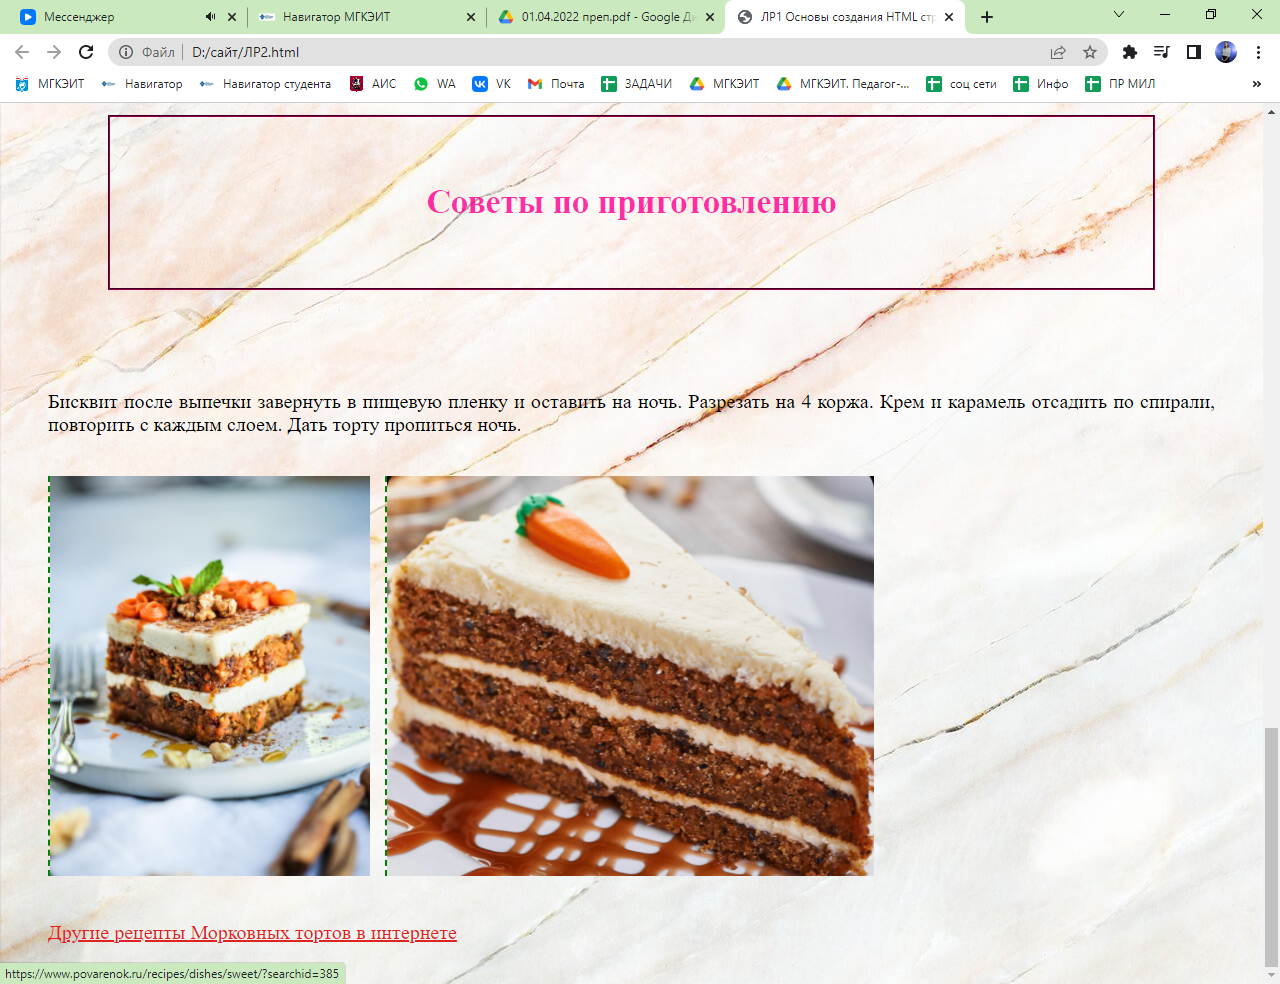 Мессенджер
Навигатор МГКЭИТ
01.04.2022 преп.pdf - Google Ди
ЛР1 Основы создания HTML стр
Файл
D:/сайт/ЛР2.html
МГКЭИТ
Навигатор
Навигатор студента
АИС
WA
VK
Почта
ЗАДАЧИ
МГКЭИТ
МГКЭИТ. Педагог-...
соц сети
Инфо
ПР МИЛ
»
Советы по приготовлению
Бисквит после выпечки завернуть в пищевую пленку и оставить на ночь. Разрезать на 4 коржа. Крем и карамель отсадить по спирали,
повторить с каждым слоем. Дать торту пропиться ночь.
Другие рецепты Морковных тортов в интернете
https://www.povarenok.ru/recipes/dishes/sweet/?searchid=385